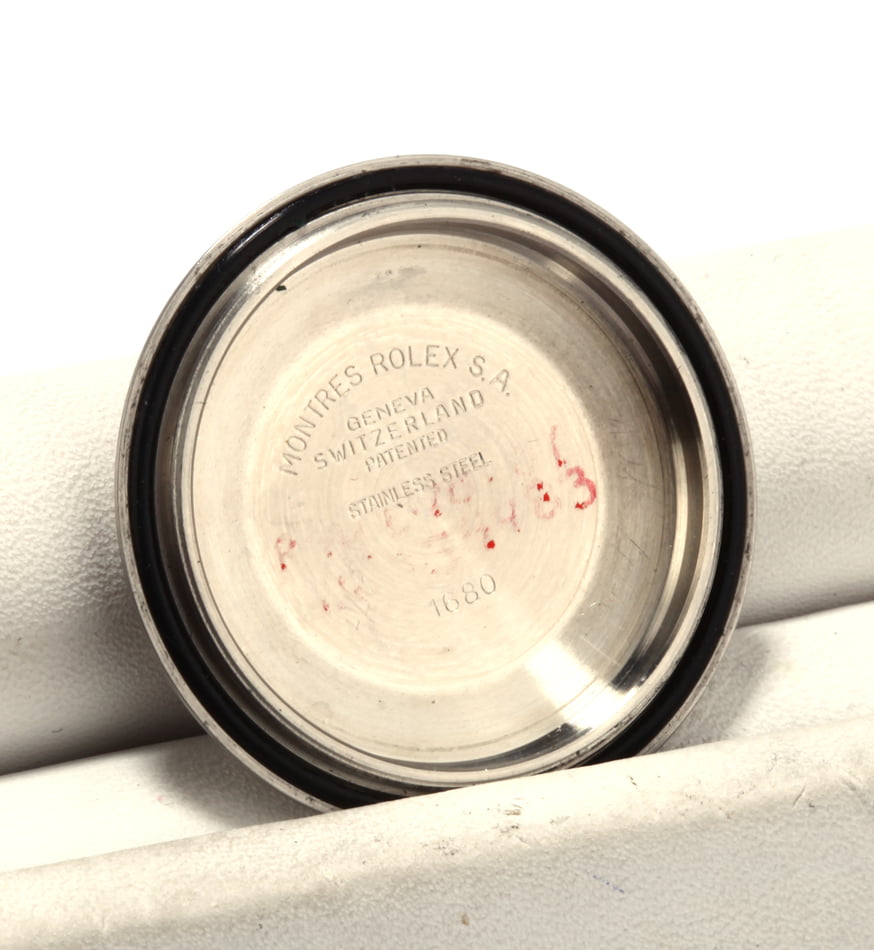 MONTRES ROLEX S.A.
GENEVA
SWITZERLAND
PATENTED
STAINLESS STEEL
1680